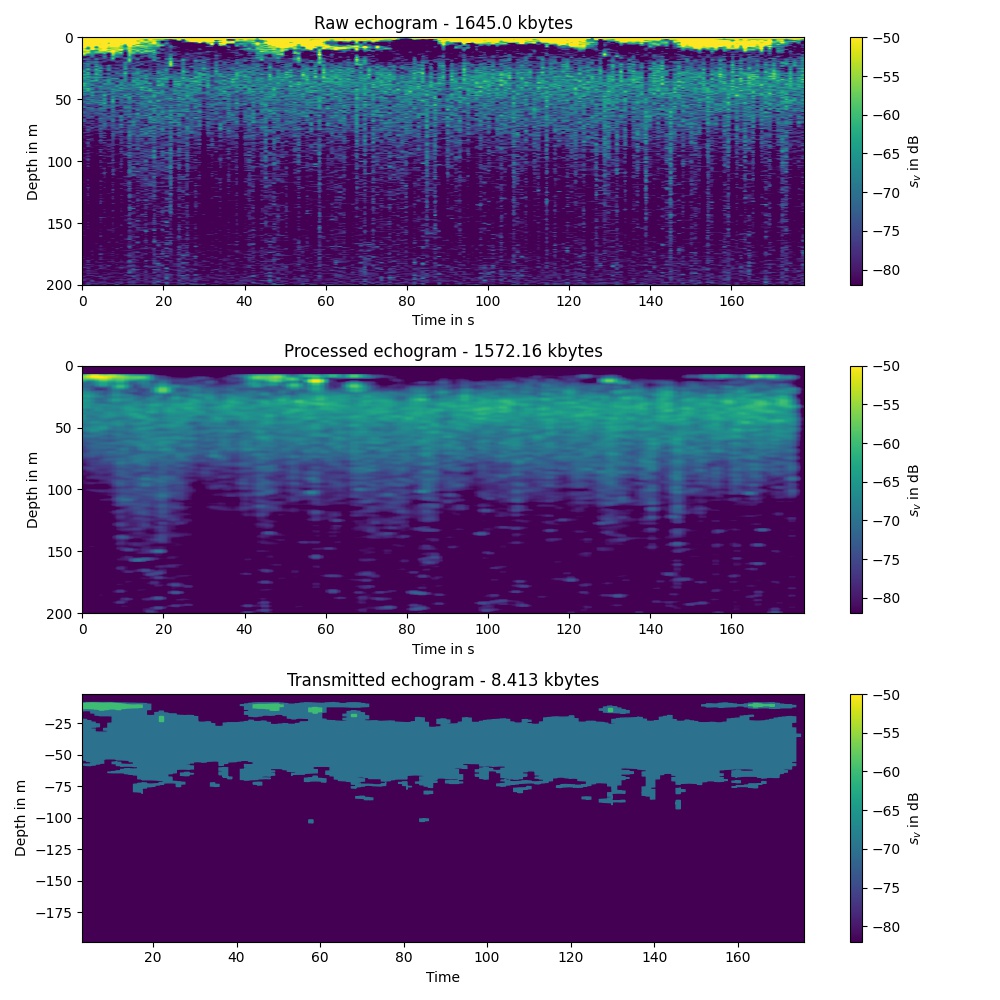 Raw echogram - 1645.0 kbytes
0
50
100
150
200
Depth in m
0 20 40 60 80 100 120 140 160
Time in s
−50
−55
−60
−65
−70
−75
−80
sv in dB
Processed echogram - 1572.16 kbytes
0
50
100
150
200
Depth in m
0 20 40 60 80 100 120 140 160
Time in s
−50
−55
−60
−65
−70
−75
−80
sv in dB
Transmitted echogram - 8.413 kbytes
−25
−50
−75
−100
−125
−150
−175
Depth in m
20 40 60 80 100 120 140 160
Time
−50
−55
−60
−65
−70
−75
−80
sv in dB